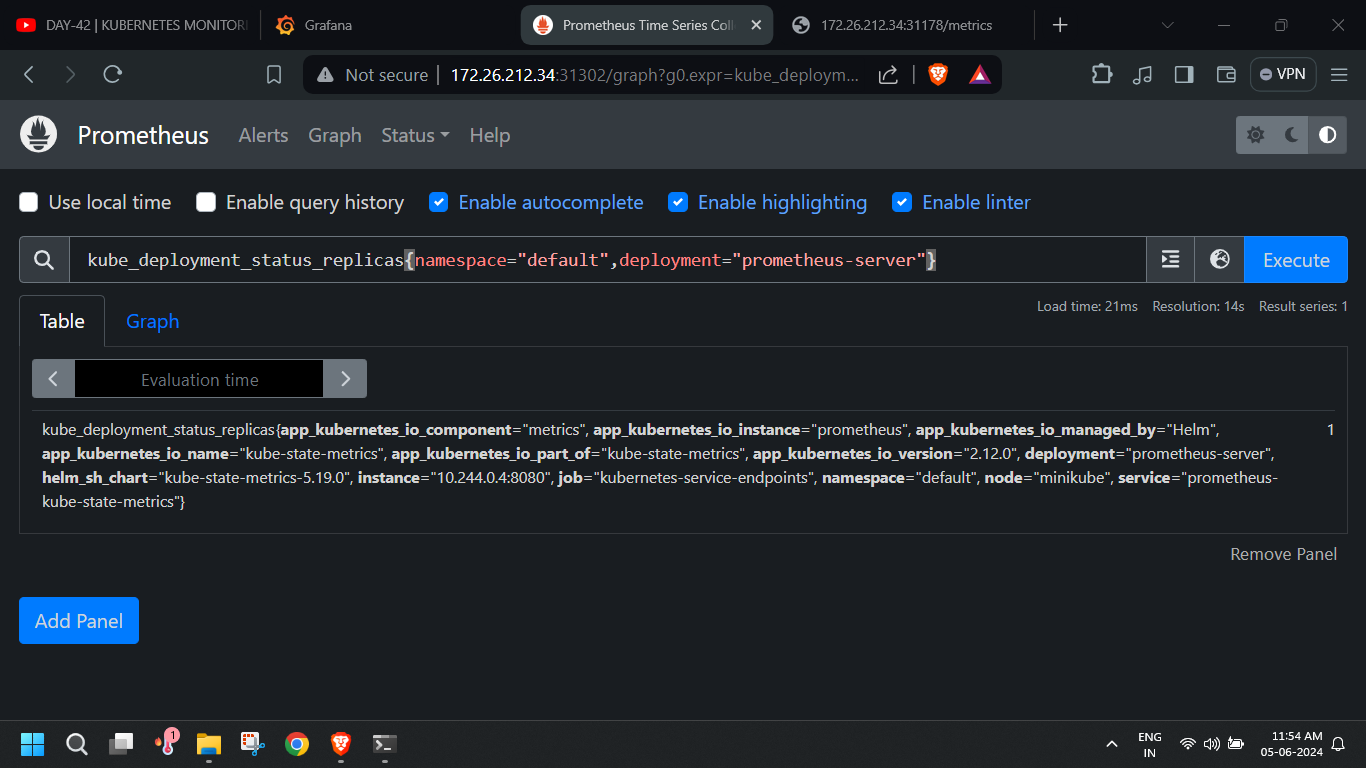 DAY-42 | KUBERNETES MONITORI
Grafana
Prometheus Time Series Coll
172.26.212.34:31178/metrics
Not secure
172.26.212.34:31302/graph?g0.expr=kube_deploym...
VPN
Prometheus
Alerts
Graph
Status
Help
Use local time
Enable query history
Enable autocomplete
Enable highlighting
Enable linter
kube_deployment_status_replicas{namespace="default",deployment="prometheus-server"}
Execute
Load time: 21ms
Resolution: 14s
Result series: 1
Table
Graph
Evaluation time
kube_deployment_status_replicas{app_kubernetes_io_component="metrics", app_kubernetes_io_instance="prometheus", app_kubernetes_io_managed_by="Helm",
1
app_kubernetes_io_name="kube-state-metrics", app_kubernetes_io_part_of="kube-state-metrics", app_kubernetes_io_version="2.12.0", deployment="prometheus-server",
helm_sh_chart="kube-state-metrics-5.19.0", instance="10.244.0.4:8080", job="kubernetes-service-endpoints", namespace="default", node="minikube", service="prometheus-
kube-state-metrics"}
Remove Panel
Add Panel
1
ENG
IN
11:54 AM
05-06-2024